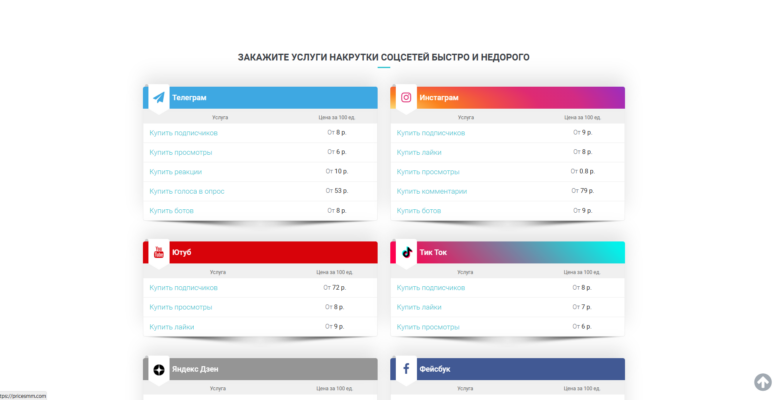 ЗАКАЖИТЕ УСЛУГИ НАКРУТКИ СОЦСЕТЕЙ БЫСТРО И НЕДОРОГО
Телеграм
Услуга Цена за 100 ед.
Купить подписчиков От 8 р.
Купить просмотры От 6 р.
Купить реакции От 10 р.
Купить голоса в опрос От 53 р.
Купить ботов От 8 р.
Инстаграм
Услуга Цена за 100 ед.
Купить подписчиков От 9 р.
Купить лайки От 8 р.
Купить просмотры От 0.8 р.
Купить комментарии От 79 р.
Купить ботов От 9 р.
You
Tube
Ютуб
Услуга Цена за 100 ед.
Купить подписчиков От 72 р.
Купить просмотры От 8 р.
Купить лайки От 9 р.
Тик Ток
Услуга Цена за 100 ед.
Купить подписчиков От 8 р.
Купить лайки От 7 р.
Купить просмотры От 6 р.
Яндекс Дзен
Услуга Цена за 100 ед.
Фейсбук
Услуга Цена за 100 ед.
tps://pricesmm.com